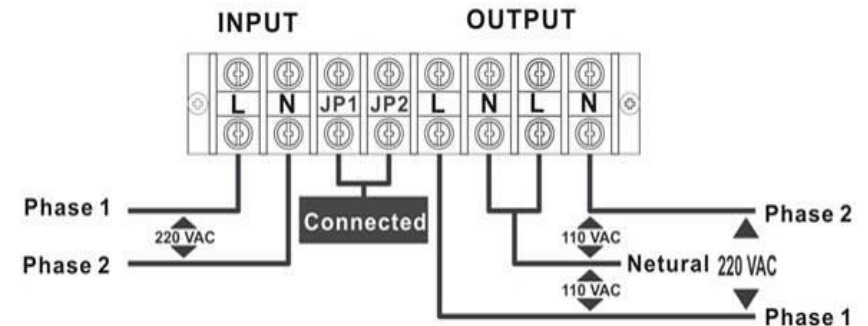 INPUT OUTPUT
L N JP1 JP2 L N L N
Phase 1
220 VAC
Phase 2
Connected
110 VAC
Phase 2
Netural 220 VAC
110 VAC
Phase 1